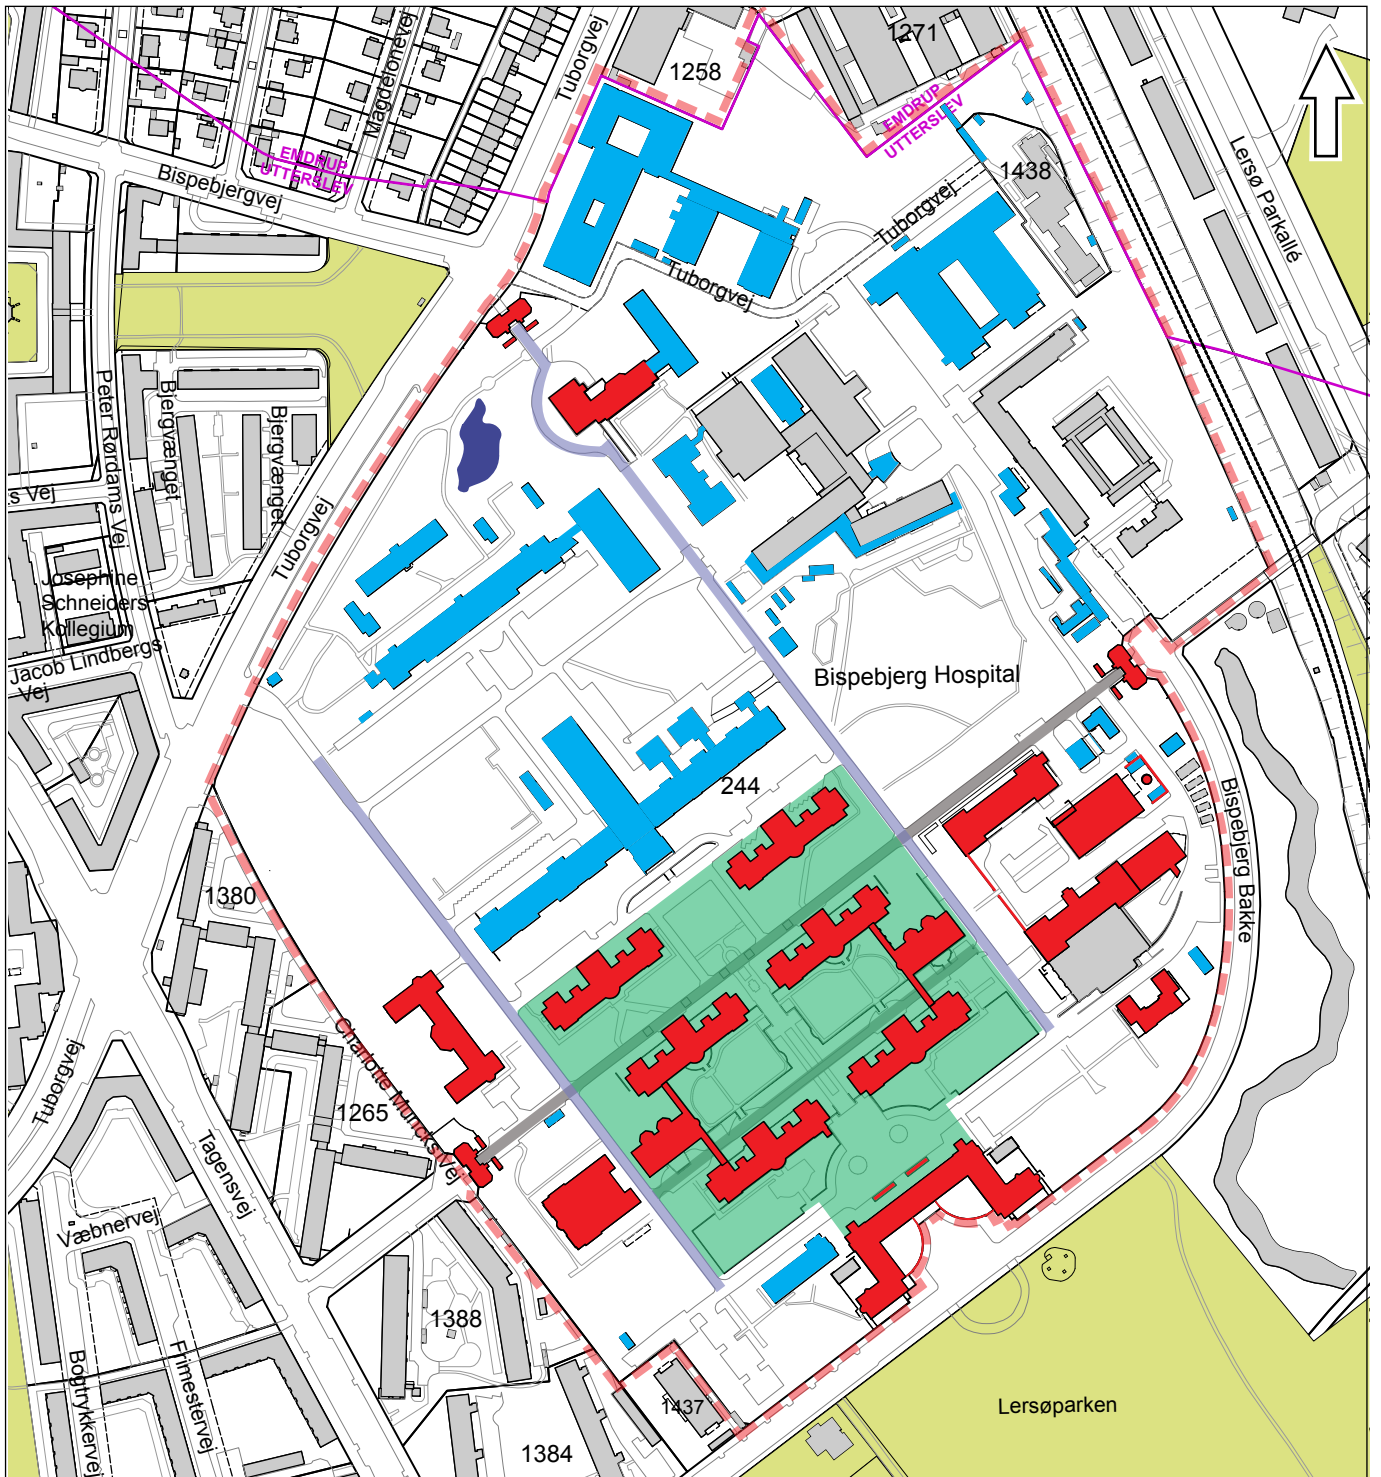 1271
1258
Tuborgvej
Magdelonevej
EMDRUP
UTTERSLEV
EMDRUP
UTTERSLEV
Bispebjergvej
1438
Lersø Parkallé
Tuborgvej
Tuborgvej
Peter Rørdams Vej
Bjergvænget
Bjergvænget
s Vej
Tuborgvej
Josephine
Schneiders
Kollegium
Jacob Lindbergs
Vej
Bispebjerg Hospital
244
Bispebjerg Bakke
1380
Charlotte Muncks Vej
Tuborgvej
1265
Tagensvej
Væbnervej
1388
Frimestervej
Bogtrykkervej
1437
Lersøparken
1384